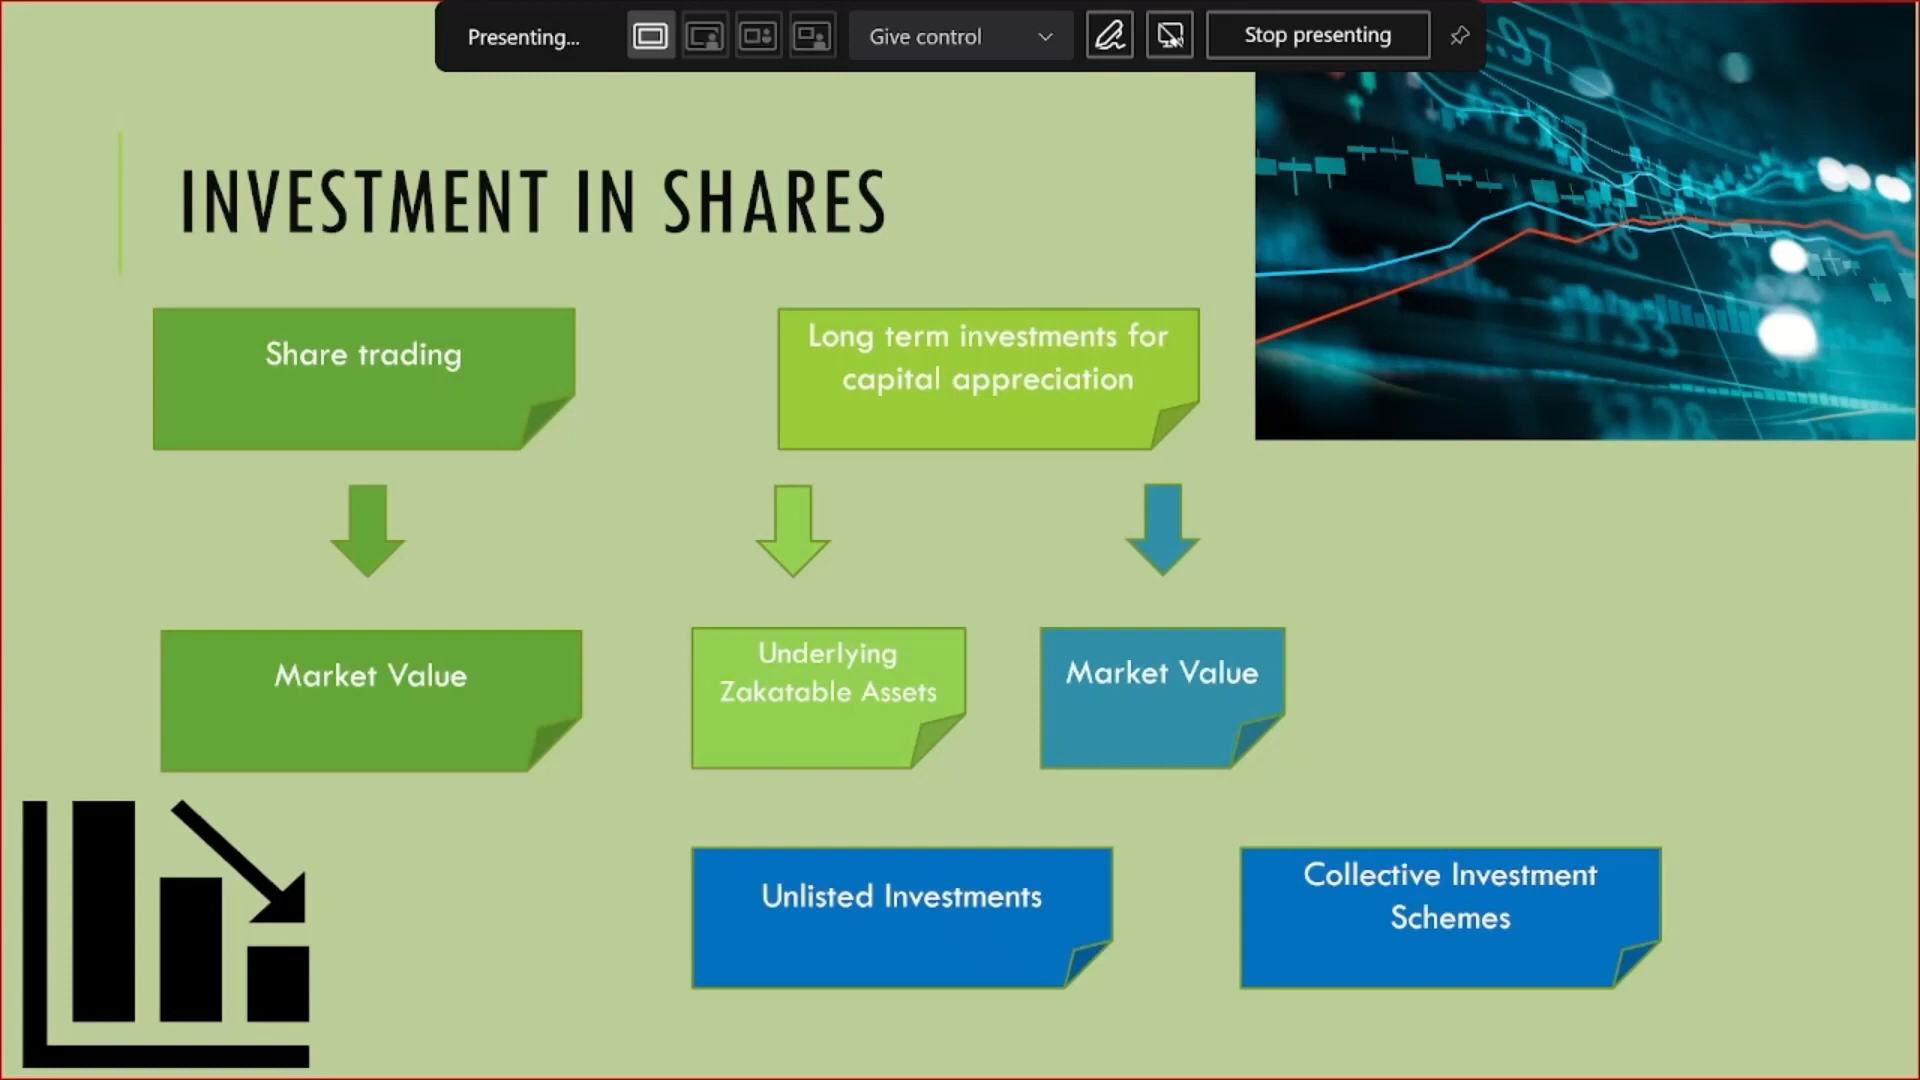 Presenting...
Give control
Stop presenting
INVESTMENT IN SHARES
Share trading
Long term investments for
capital appreciation
Market Value
Underlying
Zakatable Assets
Market Value
Unlisted Investments
Collective Investment
Schemes